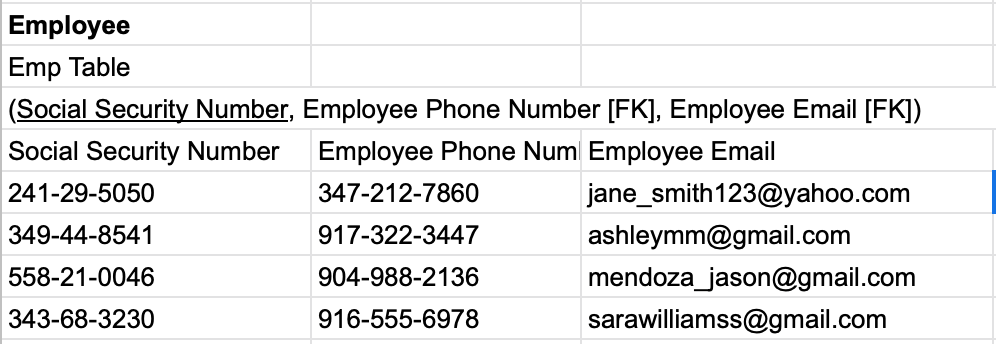 Employee
Emp Table
(Social Security Number, Employee Phone Number [FK], Employee Email [FK])
Social Security Number Employee Phone Num Employee Email
241-29-5050 347-212-7860 jane_smith123@yahoo.com
349-44-8541 917-322-3447 ashleymm@gmail.com
558-21-0046 904-988-2136 mendoza_jason@gmail.com
343-68-3230 916-555-6978 sarawilliamss@gmail.com